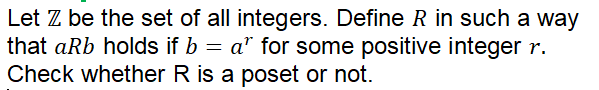 Let ℤ be the set of all integers. Define R in such a way
that aRb holds if b = aʳ for some positive integer r.
Check whether R is a poset or not.